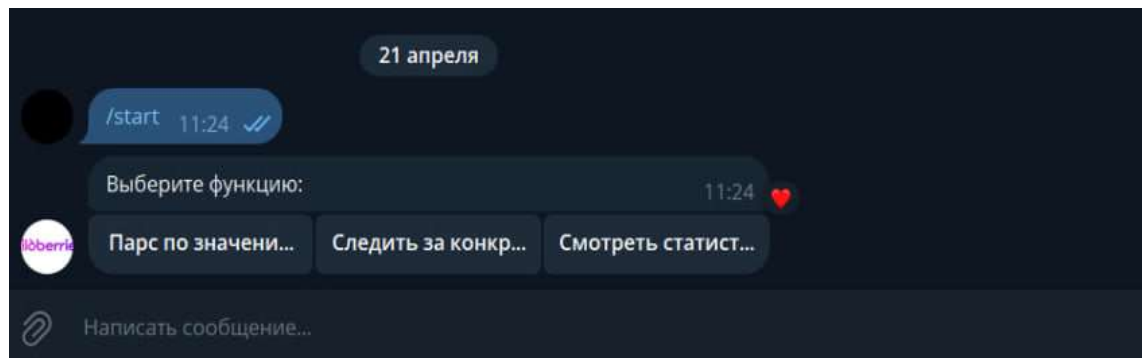 21 апреля
/start 11:24
Выберите функцию: 11:24
ildberrie
Парс по значени... Следить за конкр... Смотреть статист...
Написать сообщение...